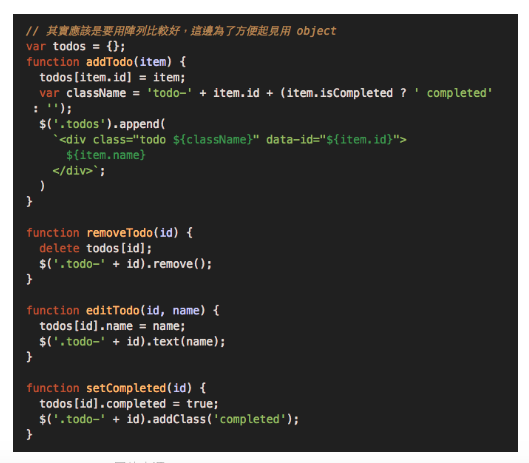 // 其實應該是要用陣列比較好，這邊為了方便起見用 object
var todos = {};
function addTodo(item) {
  todos[item.id] = item;
  var className = 'todo-' + item.id + (item.isCompleted ? ' completed'
 : '');
  $('.todos').append(
    `<div class="todo ${className}" data-id="${item.id}">
      ${item.name}
    </div>`;
  )
}

function removeTodo(id) {
  delete todos[id];
  $('.todo-' + id).remove();
}

function editTodo(id, name) {
  todos[id].name = name;
  $('.todo-' + id).text(name);
}

function setCompleted(id) {
  todos[id].completed = true;
  $('.todo-' + id).addClass('completed');
}